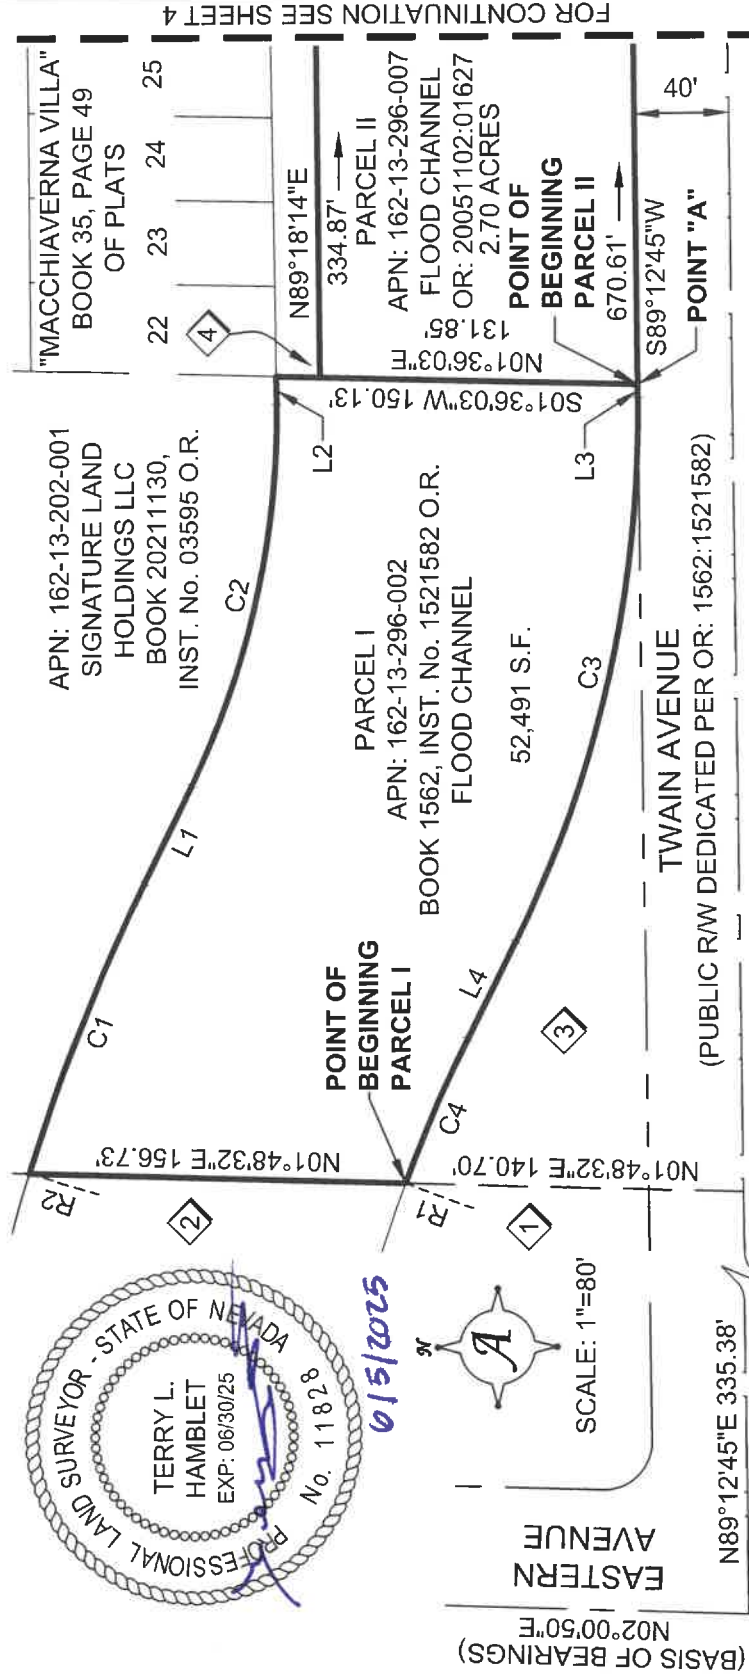 FOR CONTINUATION SEE SHEET 4
"MACCHIAVERNA VILLA"
BOOK 35, PAGE 49
OF PLATS
22
23
24
25
4
N89°18'14"E
334.87'
PARCEL II
APN: 162-13-296-007
FLOOD CHANNEL
OR: 20051102:01627
2.70 ACRES
POINT OF
BEGINNING
PARCEL II
670.61'
S89°12'45"W
POINT "A"
40'
N01°36'03"E
131.85'
S01°36'03"W 150.13'
L2
L3
APN: 162-13-202-001
SIGNATURE LAND
HOLDINGS LLC
BOOK 20211130,
INST. No. 03595 O.R.
C1
L1
C2
PARCEL I
APN: 162-13-296-002
BOOK 1562, INST. No. 1521582 O.R.
FLOOD CHANNEL
52,491 S.F.
POINT OF
BEGINNING
PARCEL I
C4
L4
C3
3
TWAIN AVENUE
(PUBLIC R/W DEDICATED PER OR: 1562:1521582)
N01°48'32"E 156.73'
N01°48'32"E 140.70'
R2
R1
2
1
PROFESSIONAL LAND SURVEYOR - STATE OF NEVADA
TERRY L.
HAMBLET
EXP: 06/30/25
No. 11828
6/5/2025
N
A
SCALE: 1"=80'
EASTERN
AVENUE
N89°12'45"E 335.38'
N02°00'50"E
(BASIS OF BEARINGS)